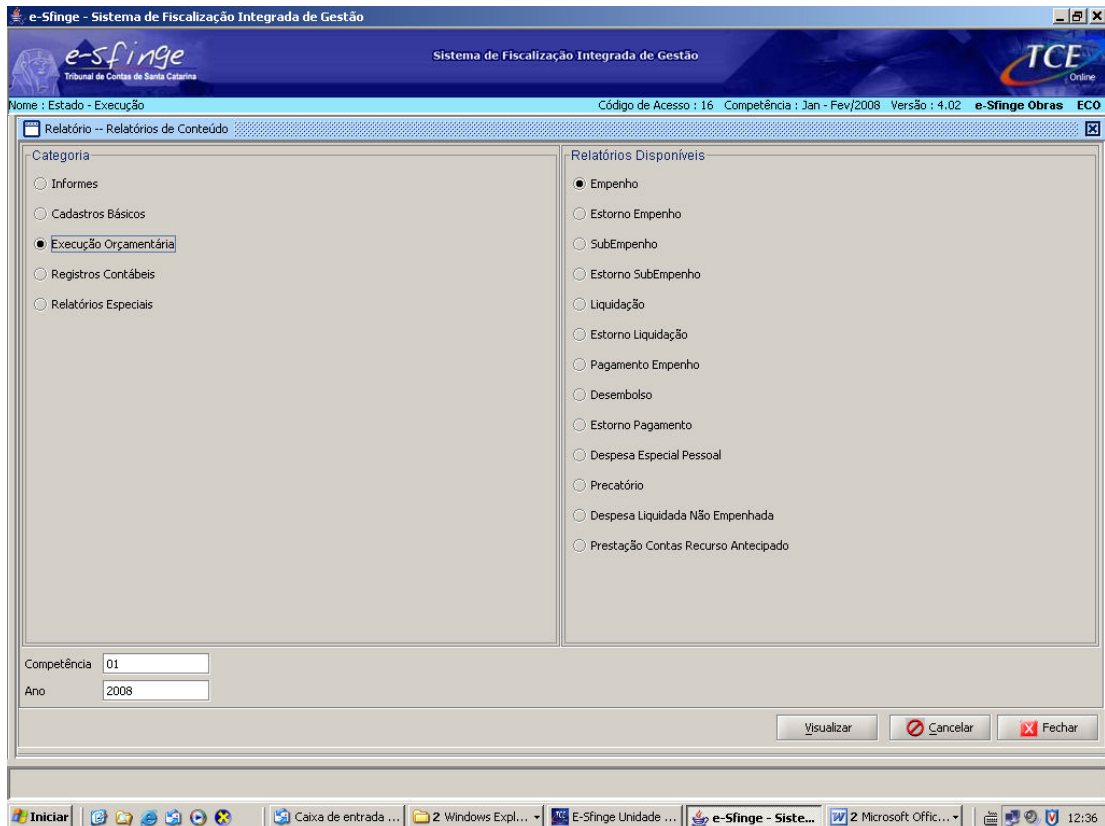 e-Sfinge - Sistema de Fiscalização Integrada de Gestão
e-sfinge
Tribunal de Contas de Santa Catarina
Sistema de Fiscalização Integrada de Gestão
TCE
Online
Nome : Estado - Execução
Código de Acesso : 16 Competência : Jan - Fev/2008 Versão : 4.02 e-Sfinge Obras ECO
Relatório -- Relatórios de Conteúdo
Categoria
Informes
Cadastros Básicos
Execução Orçamentária
Registros Contábeis
Relatórios Especiais
Relatórios Disponíveis
Empenho
Estorno Empenho
SubEmpenho
Estorno SubEmpenho
Liquidação
Estorno Liquidação
Pagamento Empenho
Desembolso
Estorno Pagamento
Despesa Especial Pessoal
Precatório
Despesa Liquidada Não Empenhada
Prestação Contas Recurso Antecipado
Competência 01
Ano 2008
Visualizar Cancelar Fechar
Iniciar Caixa de entrada ... 2 Windows Expl... E-Sfinge Unidade ... e-Sfinge - Siste... 2 Microsoft Offic... 12:36